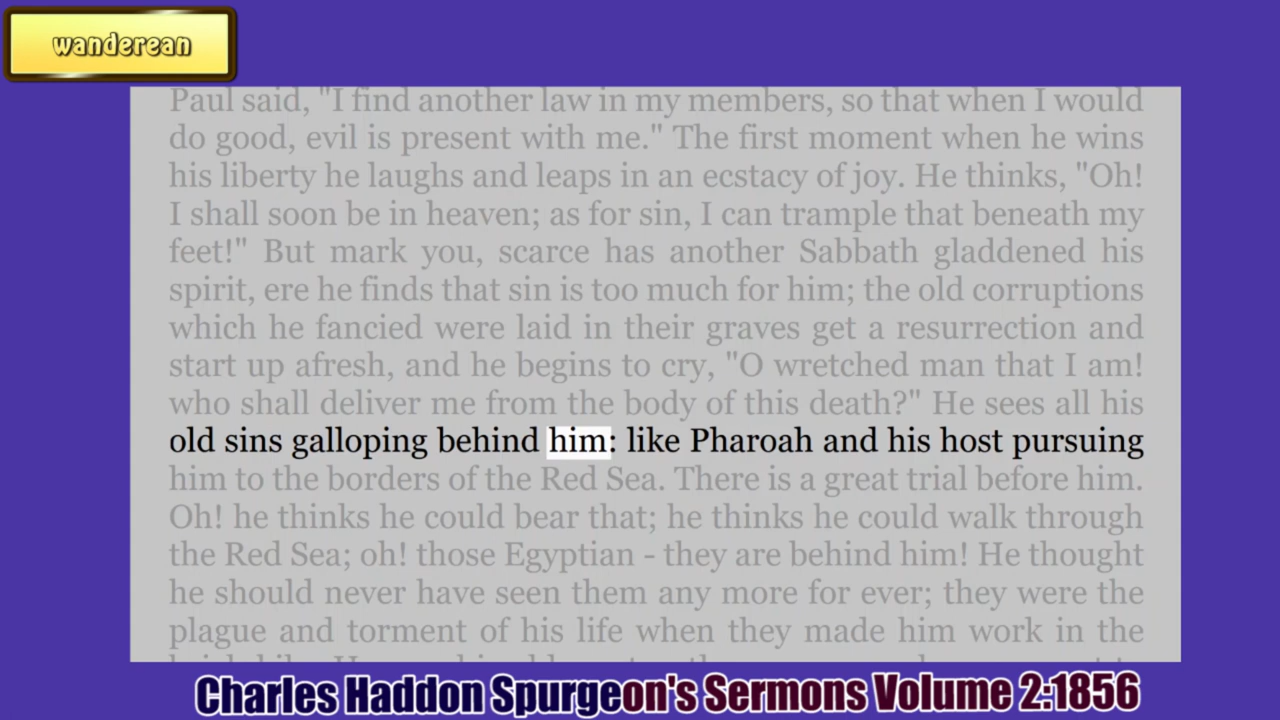 wanderean
Paul said, "I find another law in my members, so that when I would
do good, evil is present with me." The first moment when he wins
his liberty he laughs and leaps in an ecstacy of joy. He thinks, "Oh!
I shall soon be in heaven; as for sin, I can trample that beneath my
feet!" But mark you, scarce has another Sabbath gladdened his
spirit, ere he finds that sin is too much for him; the old corruptions
which he fancied were laid in their graves get a resurrection and
start up afresh, and he begins to cry, "O wretched man that I am!
who shall deliver me from the body of this death?" He sees all his
old sins galloping behind him: like Pharoah and his host pursuing
him to the borders of the Red Sea. There is a great trial before him.
Oh! he thinks he could bear that; he thinks he could walk through
the Red Sea; oh! those Egyptian - they are behind him! He thought
he should never have seen them any more for ever; they were the
plague and torment of his life when they made him work in the
Charles Haddon Spurgeon's Sermons Volume 2:1856